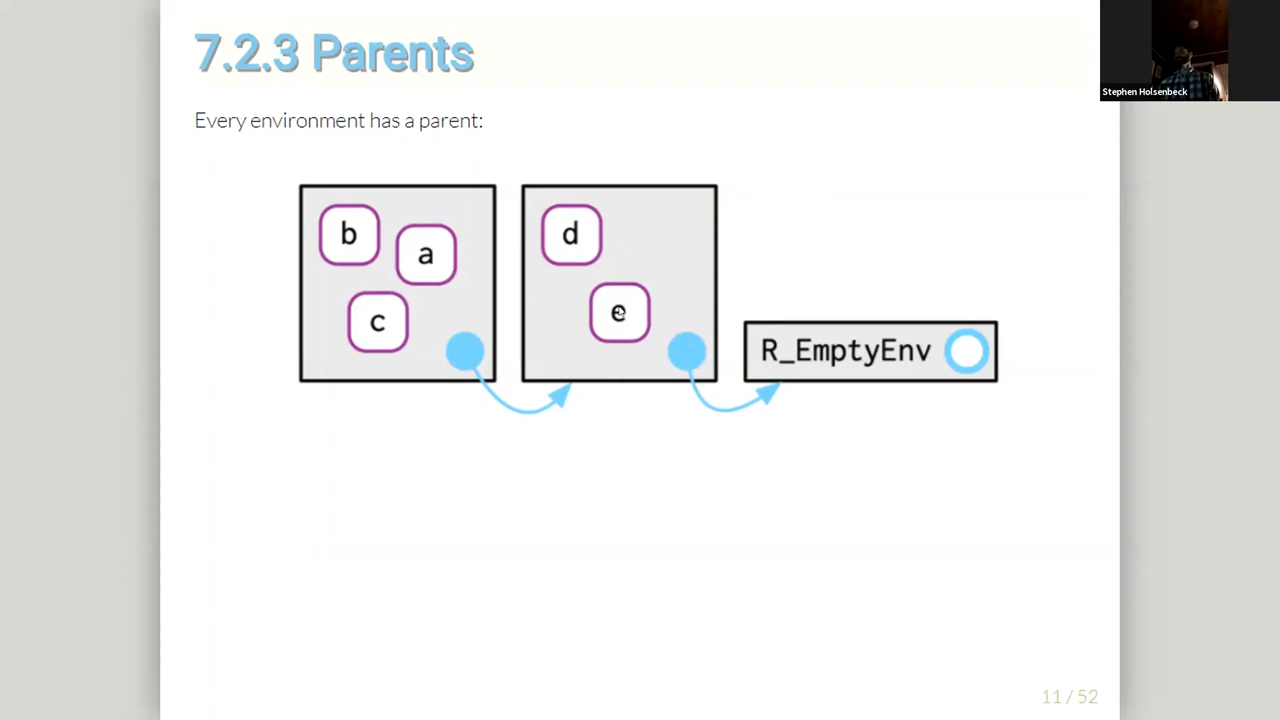 7.2.3 Parents
Stephen Holsenbeck
Every environment has a parent:
b
a
c
d
e
R_EmptyEnv
11 / 52